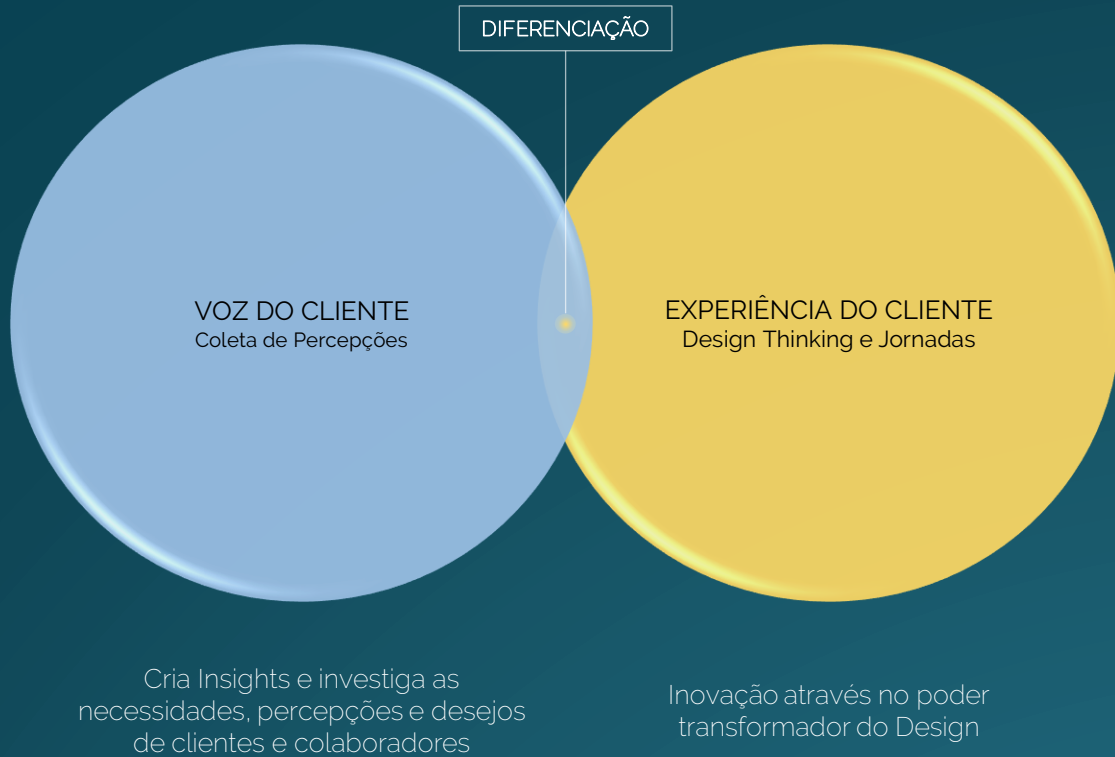 DIFERENCIAÇÃO
VOZ DO CLIENTE
Coleta de Percepções
EXPERIÊNCIA DO CLIENTE
Design Thinking e Jornadas
Cria Insights e investiga as
necessidades, percepções e desejos
de clientes e colaboradores
Inovação através no poder
transformador do Design